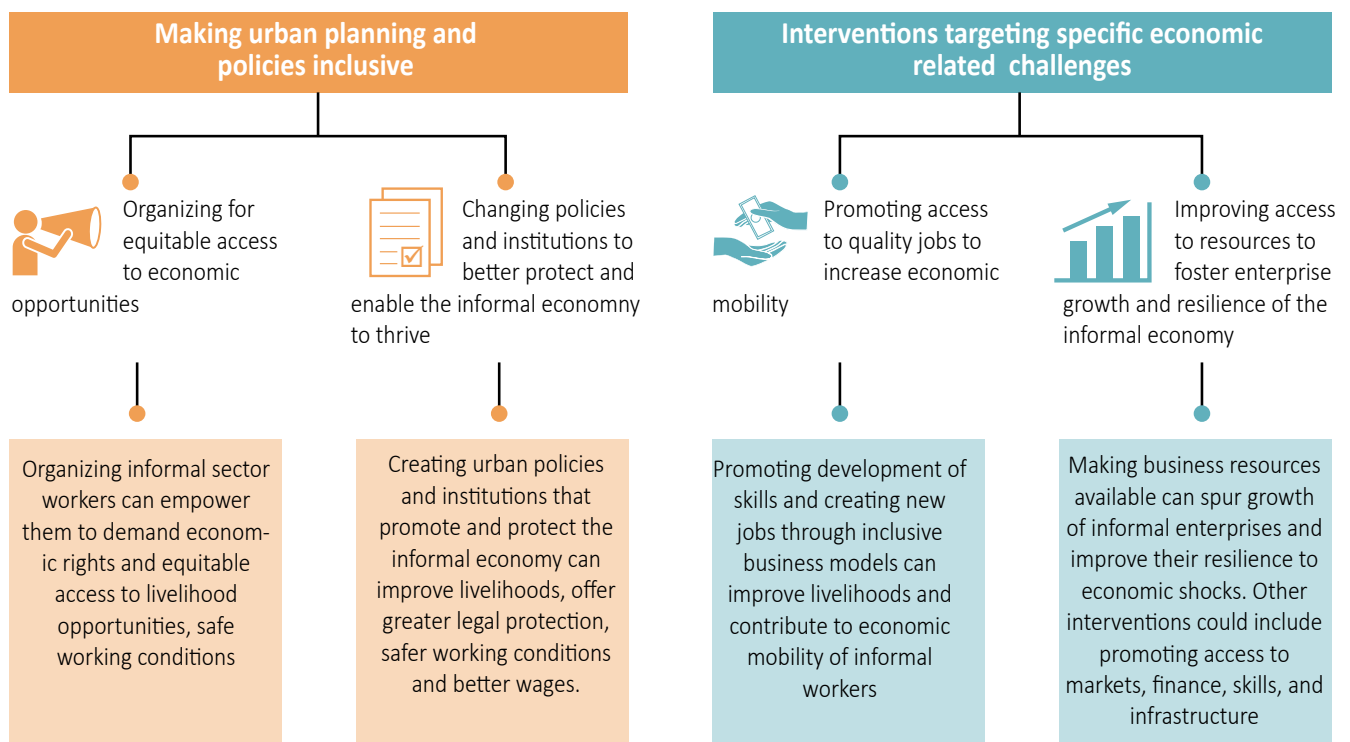 Making urban planning and
policies inclusive
Interventions targeting specific economic
related challenges
Organizing for
equitable access
to economic
opportunities
Changing policies
and institutions to
better protect and
enable the informal economny
to thrive
Promoting access
to quality jobs to
increase economic
mobility
Improving access
to resources to
foster enterprise
growth and resilience of the
informal economy
Organizing informal sector
workers can empower
them to demand econom-
ic rights and equitable
access to livelihood
opportunities, safe
working conditions
Creating urban policies
and institutions that
promote and protect the
informal economy can
improve livelihoods, offer
greater legal protection,
safer working conditions
and better wages.
Promoting development of
skills and creating new
jobs through inclusive
business models can
improve livelihoods and
contribute to economic
mobility of informal
workers
Making business resources
available can spur growth
of informal enterprises and
improve their resilience to
economic shocks. Other
interventions could include
promoting access to
markets, finance, skills, and
infrastructure